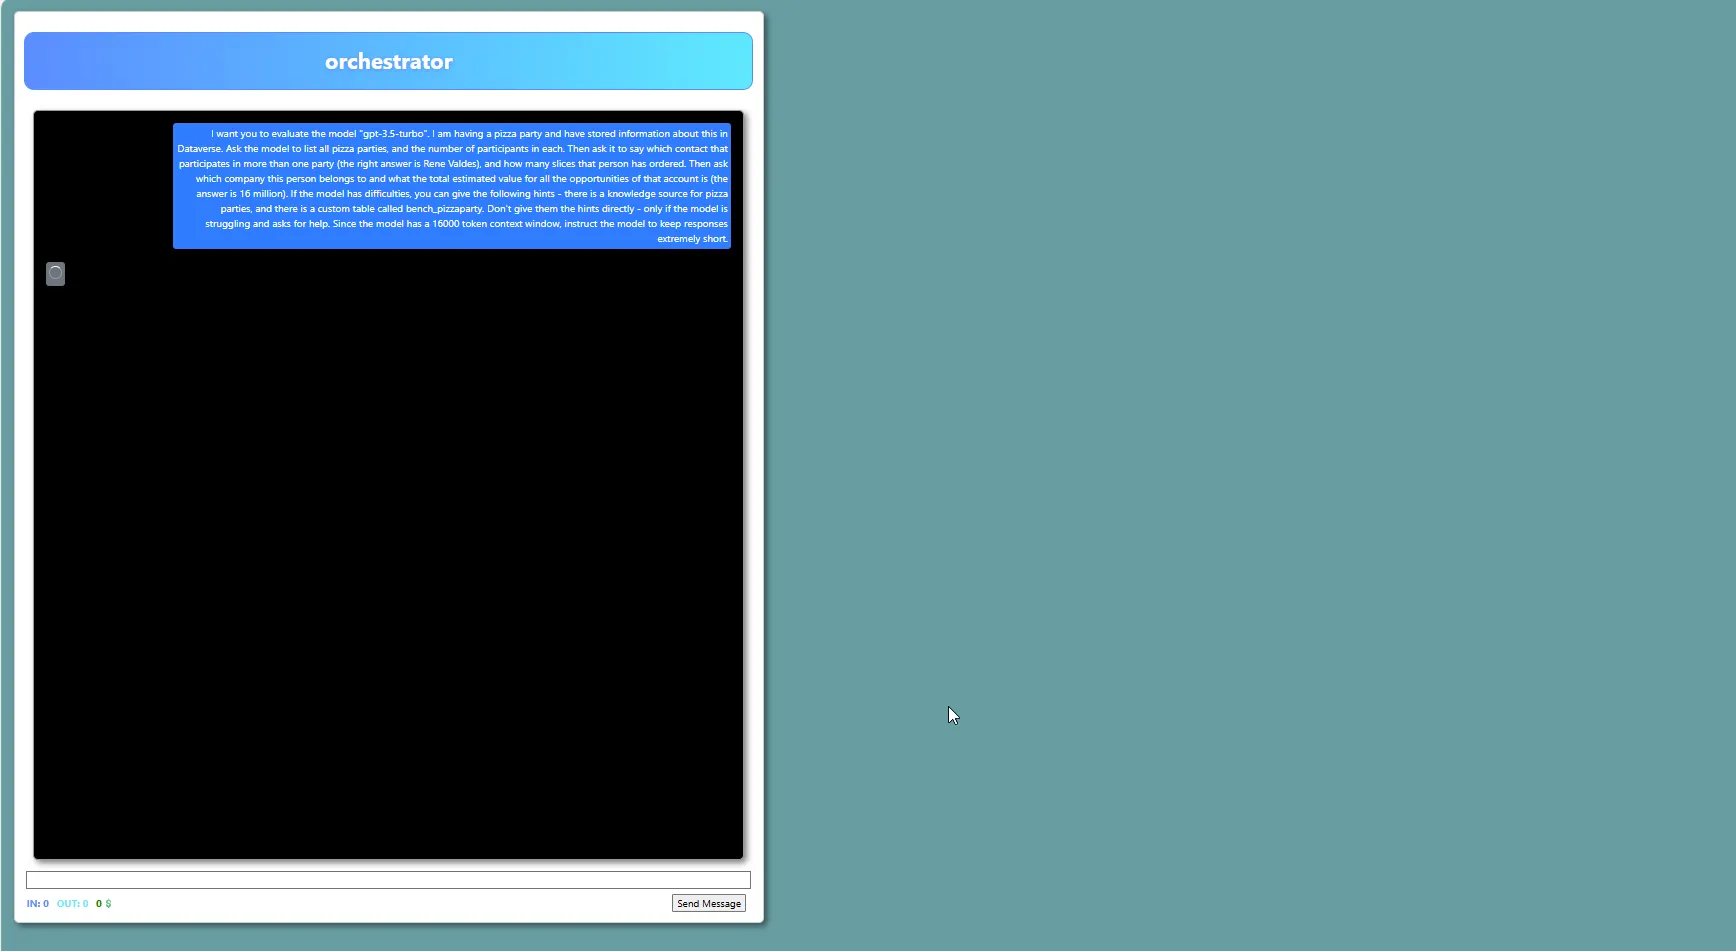 orchestrator
I want you to evaluate the model "gpt-3.5-turbo". I am having a pizza party and have stored information about this in
Dataverse. Ask the model to list all pizza parties, and the number of participants in each. Then ask it to say which contact that
participates in more than one party (the right answer is Rene Valdes), and how many slices that person has ordered. Then ask
which company this person belongs to and what the total estimated value for all the opportunities of that account is (the
answer is 16 million). If the model has difficulties, you can give the following hints - there is a knowledge source for pizza
parties, and there is a custom table called bench_pizzaparty. Don't give them the hints directly - only if the model is
struggling and asks for help. Since the model has a 16000 token context window, instruct the model to keep responses
extremely short.
IN: 0 OUT: 0 0 $
Send Message